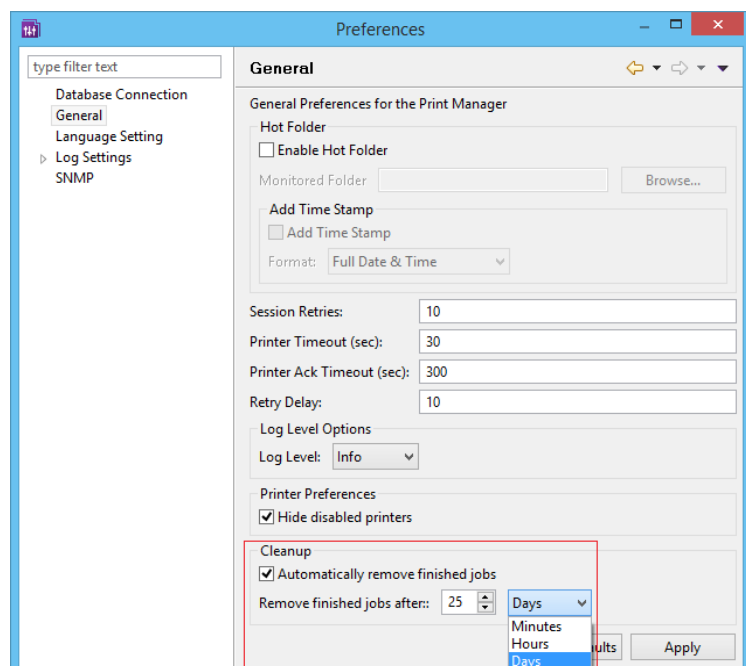 Preferences
type filter text
Database Connection
General
Language Setting
Log Settings
SNMP
General
General Preferences for the Print Manager
Hot Folder
Enable Hot Folder
Monitored Folder
Browse...
Add Time Stamp
Add Time Stamp
Format: Full Date & Time
Session Retries: 10
Printer Timeout (sec): 30
Printer Ack Timeout (sec): 300
Retry Delay: 10
Log Level Options
Log Level: Info
Printer Preferences
Hide disabled printers
Cleanup
Automatically remove finished jobs
Remove finished jobs after:: 25 Days
Minutes
Hours
Days
ults Apply